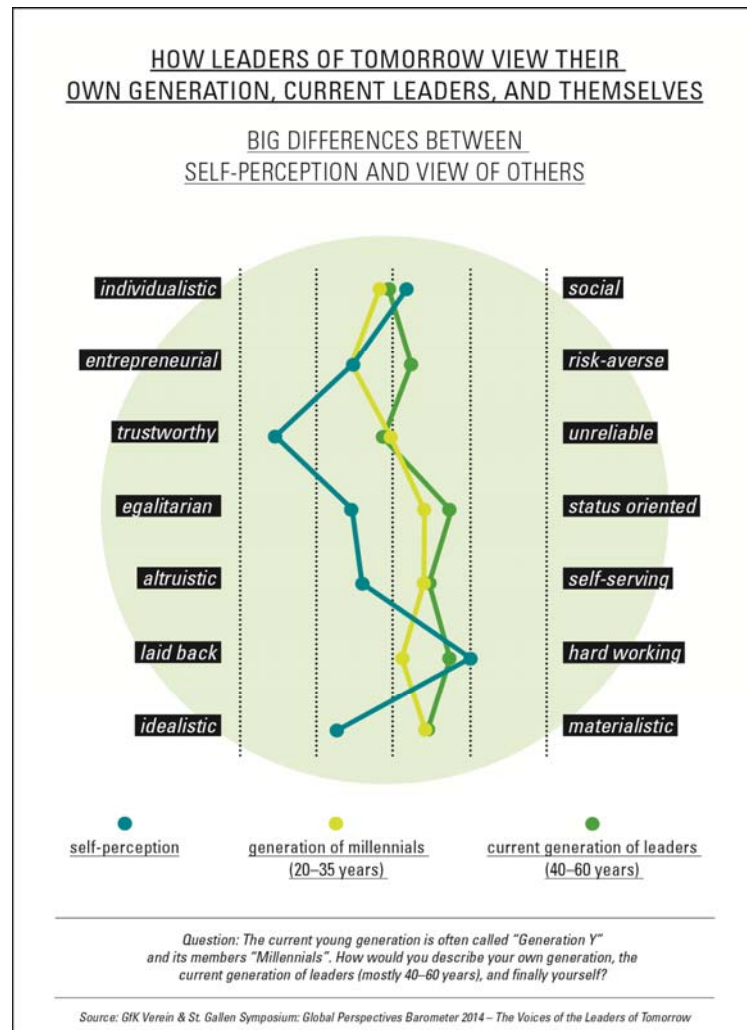 HOW LEADERS OF TOMORROW VIEW THEIR
OWN GENERATION, CURRENT LEADERS, AND THEMSELVES
BIG DIFFERENCES BETWEEN
SELF-PERCEPTION AND VIEW OF OTHERS
individualistic social
entrepreneurial risk-averse
trustworthy unreliable
egalitarian status oriented
altruistic self-serving
laid back hard working
idealistic materialistic
self-perception generation of millennials current generation of leaders
(20–35 years) (40–60 years)
Question: The current young generation is often called “Generation Y”
and its members “Millennials”. How would you describe your own generation, the
current generation of leaders (mostly 40–60 years), and finally yourself?
Source: GfK Verein & St. Gallen Symposium: Global Perspectives Barometer 2014 – The Voices of the Leaders of Tomorrow